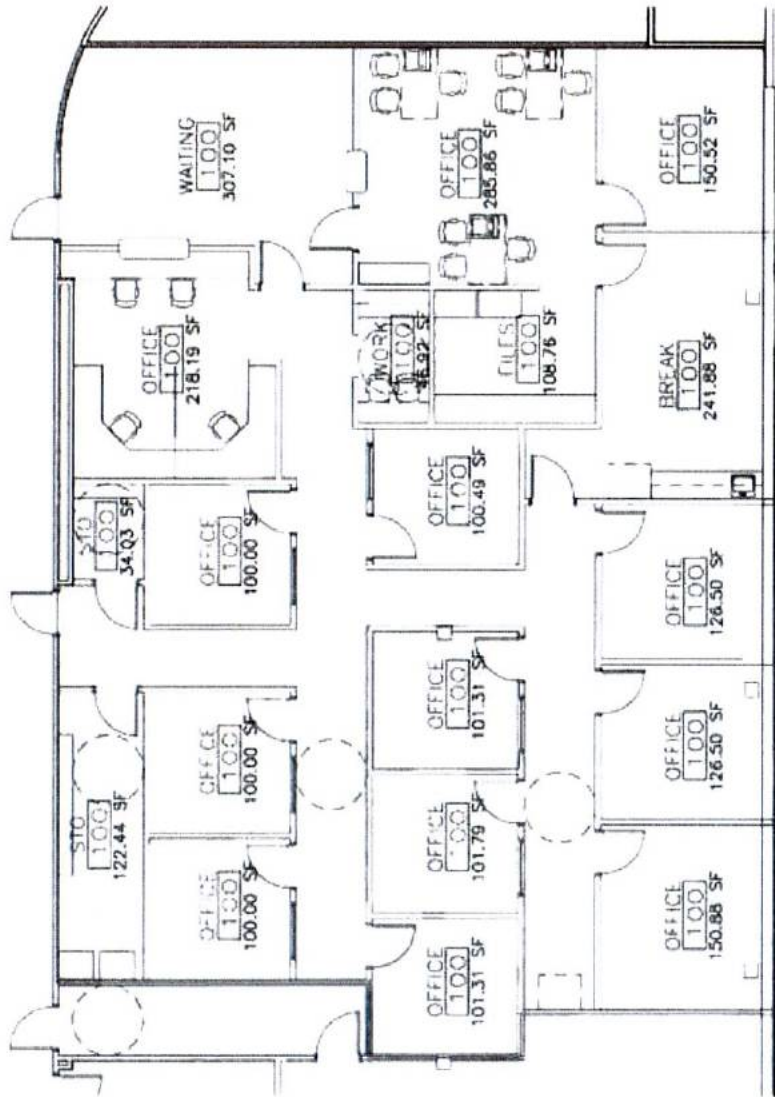 WAITING
100
307.10 SF
OFFICE
100
285.86 SF
OFFICE
100
150.52 SF
OFFICE
100
218.19 SF
WORK
100
FILES
100
108.76 SF
BREAK
100
241.88 SF
STO
100
34.03 SF
OFFICE
100
100.00 SF
OFFICE
100
100.49 SF
OFFICE
100
126.50 SF
OFFICE
100
100.00 SF
OFFICE
100
101.31 SF
OFFICE
100
126.50 SF
STO
100
122.44 SF
OFFICE
100
100.00 SF
OFFICE
100
101.79 SF
OFFICE
100
101.31 SF
OFFICE
100
150.88 SF